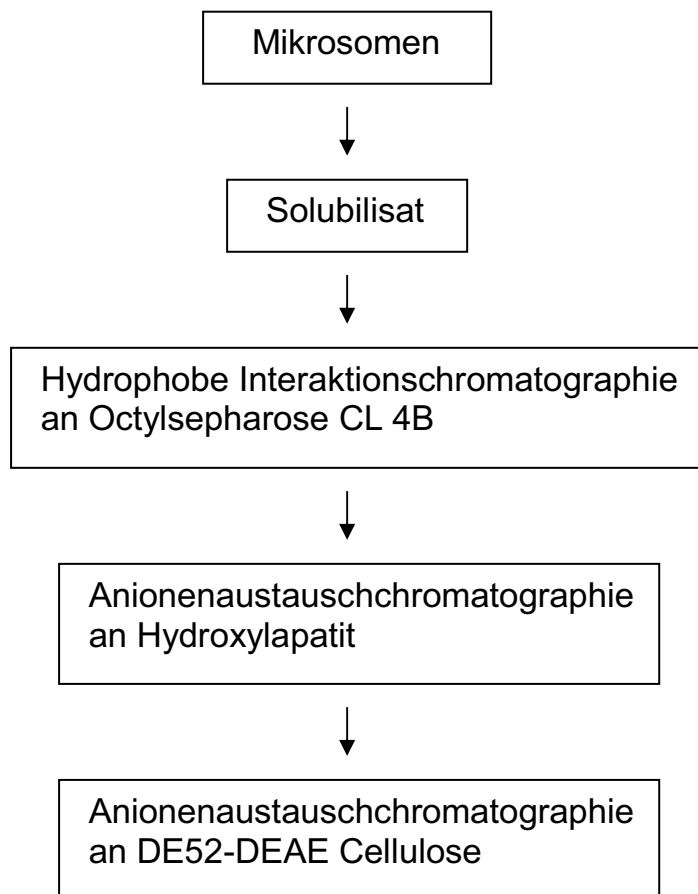 Mikrosomen
Solubilisat
Hydrophobe Interaktionschromatographie
an Octylsepharose CL 4B
Anionenaustauschchromatographie
an Hydroxylapatit
Anionenaustauschchromatographie
an DE52-DEAE Cellulose